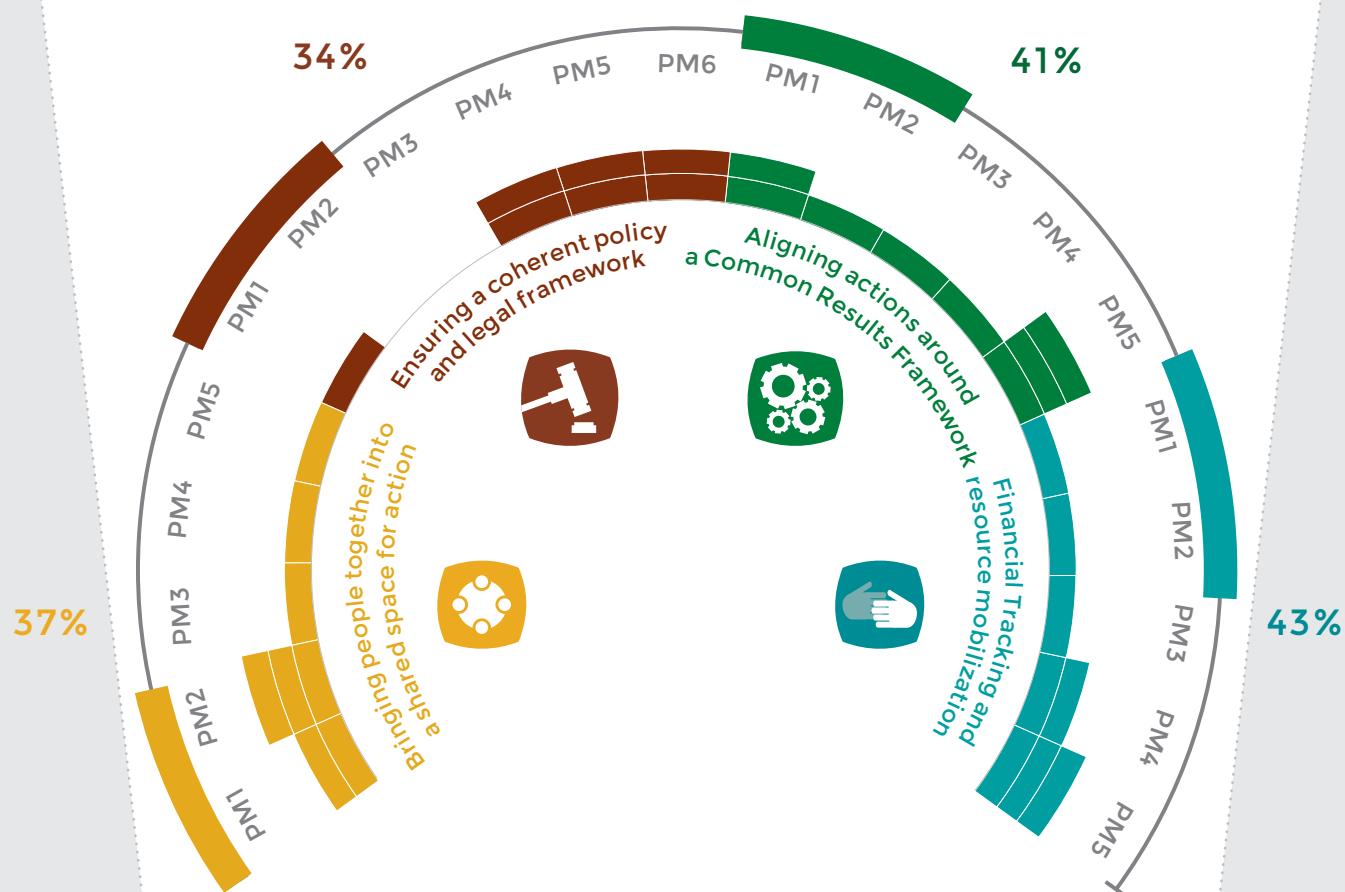 34%
41%
37%
43%
PM1
PM2
PM3
PM4
PM5
PM1
PM2
PM3
PM4
PM5
PM6
PM1
PM2
PM3
PM4
PM5
PM1
PM2
PM3
PM4
PM5
Bringing people together into
a shared space for action
Ensuring a coherent policy
and legal framework
Aligning actions around
a Common Results Framework
Financial Tracking and
resource mobilization